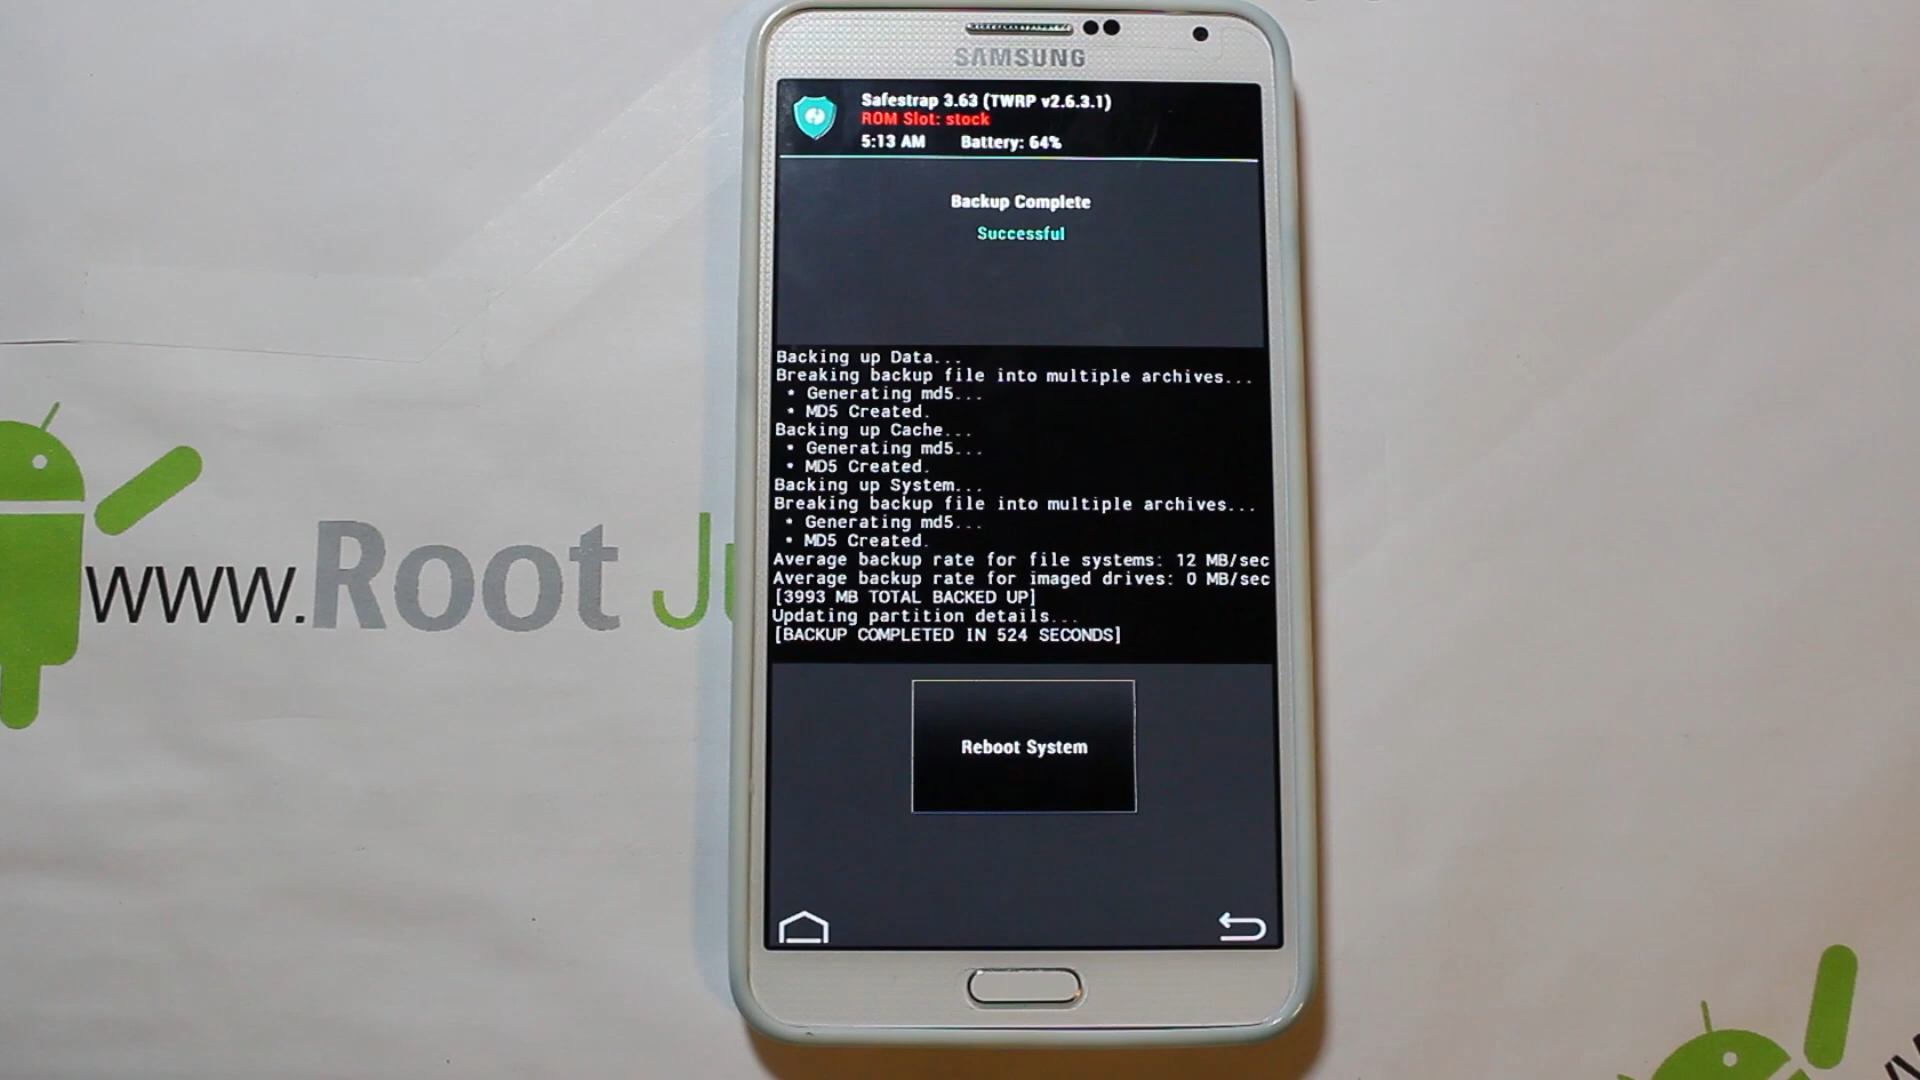 SAMSUNG
Safestrap 3.63 (TWRP v2.6.3.1)
ROM Slot: stock
5:13 AM Battery: 64%
Backup Complete
Successful
Backing up Data...
Breaking backup file into multiple archives...
* Generating md5...
* MD5 Created.
Backing up Cache...
* Generating md5...
* MD5 Created.
Backing up System...
Breaking backup file into multiple archives...
* Generating md5...
* MD5 Created.
Average backup rate for file systems: 12 MB/sec
Average backup rate for imaged drives: 0 MB/sec
[3993 MB TOTAL BACKED UP]
Updating partition details...
[BACKUP COMPLETED IN 524 SECONDS]
Reboot System
www.Root